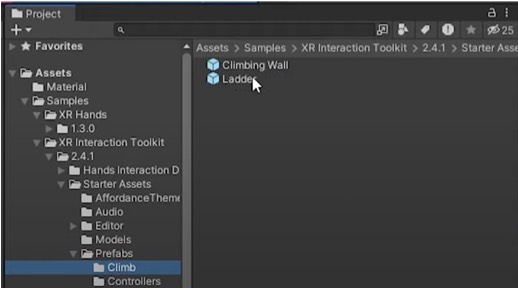 Project
25
Favorites
Assets > Samples > XR Interaction Toolkit > 2.4.1 > Starter Asse
Climbing Wall
Ladder
Assets
Material
Samples
XR Hands
1.3.0
XR Interaction Toolkit
2.4.1
Hands Interaction D
Starter Assets
AffordanceTheme
Audio
Editor
Models
Prefabs
Climb
Controllers